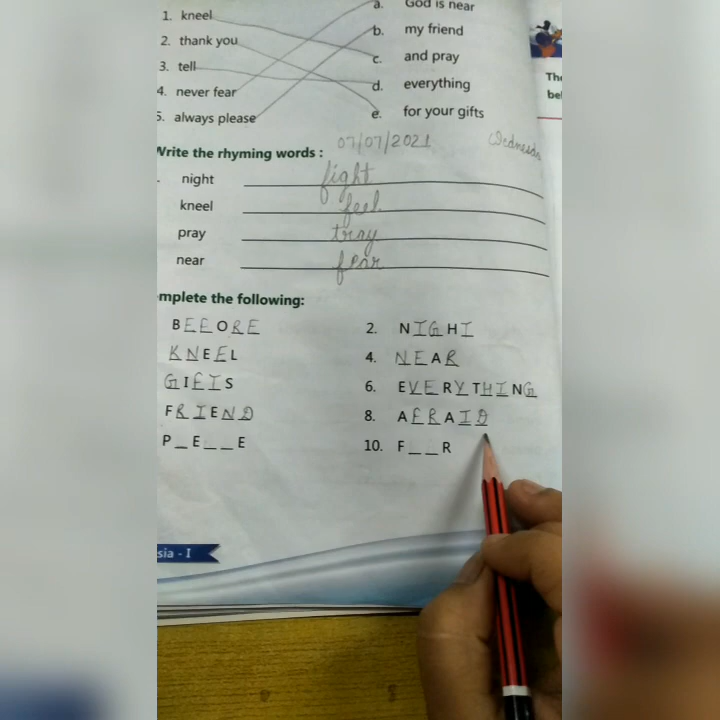 a. God is near
1. kneel
b. my friend
2. thank you
c. and pray
3. tell
d. everything
4. never fear
e. for your gifts
5. always please
The
bel
07/07/2021 Wednesda
Write the rhyming words :
night fight
kneel feel
pray tray
near fear
mplete the following:
BEFORE 2. NIGHT
KNEEL 4. NEAR
GIFTS 6. EVERYTHING
FRIEND 8. AFRAID
P_E__E 10. F__R
sia - I